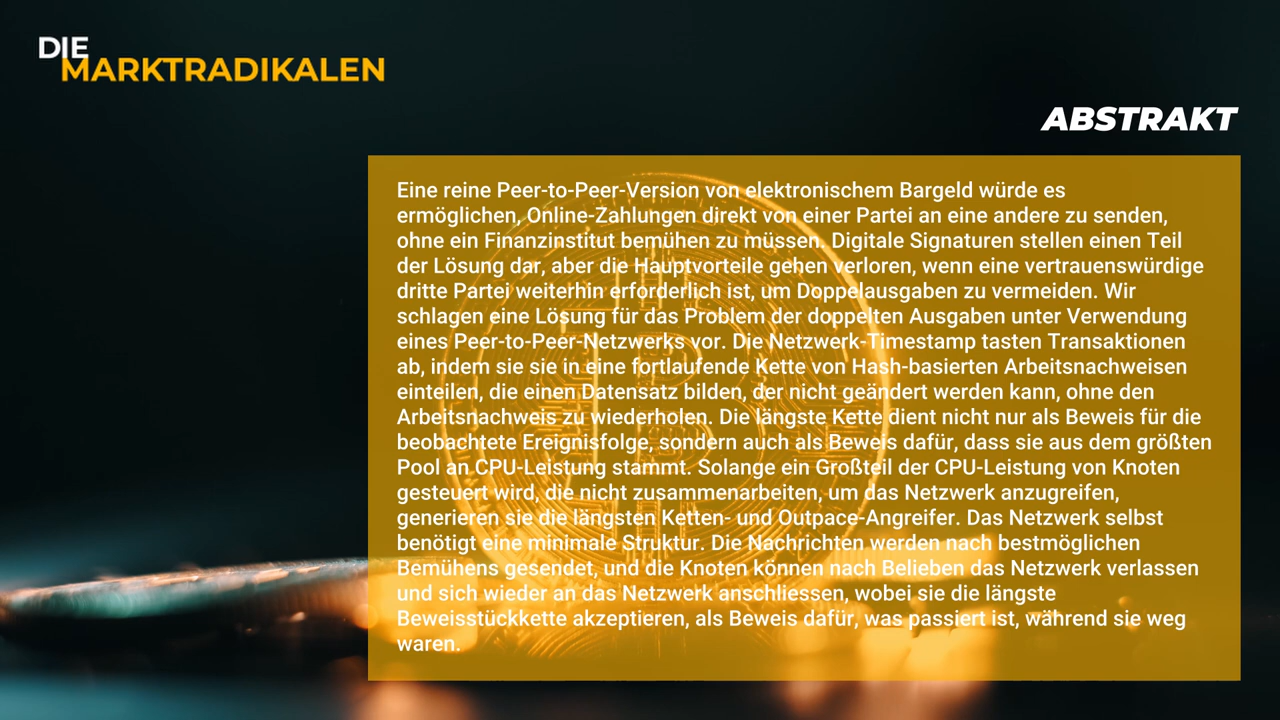 DIE
MARKTRADIKALEN
ABSTRAKT
Eine reine Peer-to-Peer-Version von elektronischem Bargeld würde es
ermöglichen, Online-Zahlungen direkt von einer Partei an eine andere zu senden,
ohne ein Finanzinstitut bemühen zu müssen. Digitale Signaturen stellen einen Teil
der Lösung dar, aber die Hauptvorteile gehen verloren, wenn eine vertrauenswürdige
dritte Partei weiterhin erforderlich ist, um Doppelausgaben zu vermeiden. Wir
schlagen eine Lösung für das Problem der doppelten Ausgaben unter Verwendung
eines Peer-to-Peer-Netzwerks vor. Die Netzwerk-Timestamp tasten Transaktionen
ab, indem sie sie in eine fortlaufende Kette von Hash-basierten Arbeitsnachweisen
einteilen, die einen Datensatz bilden, der nicht geändert werden kann, ohne den
Arbeitsnachweis zu wiederholen. Die längste Kette dient nicht nur als Beweis für die
beobachtete Ereignisfolge, sondern auch als Beweis dafür, dass sie aus dem größten
Pool an CPU-Leistung stammt. Solange ein Großteil der CPU-Leistung von Knoten
gesteuert wird, die nicht zusammenarbeiten, um das Netzwerk anzugreifen,
generieren sie die längsten Ketten- und Outpace-Angreifer. Das Netzwerk selbst
benötigt eine minimale Struktur. Die Nachrichten werden nach bestmöglichen
Bemühens gesendet, und die Knoten können nach Belieben das Netzwerk verlassen
und sich wieder an das Netzwerk anschliessen, wobei sie die längste
Beweisstückkette akzeptieren, als Beweis dafür, was passiert ist, während sie weg
waren.